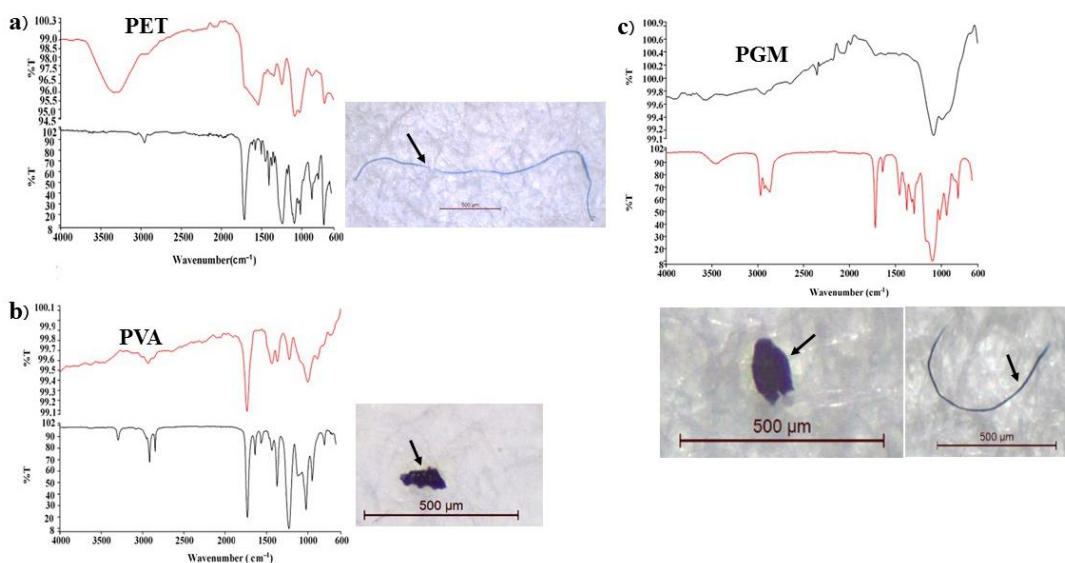 a)
PET
100.3
99.0
98.5
98.0
97.5
97.0
96.5
96.0
95.5
95.0
94.5
%T
102
90
80
70
60
50
40
30
20
10
8
%T
4000 3500 3000 2500 2000 1500 1000 600
Wavenumber(cm⁻¹)
500 µm
b)
PVA
100.1
99.9
99.9
99.8
99.7
99.6
99.5
99.4
99.3
99.2
99.1
%T
102
90
80
70
60
50
40
30
20
10
8
%T
4000 3500 3000 2500 2000 1500 1000 600
Wavenumber ( cm⁻¹)
500 µm
c)
PGM
100.9
100.6
100.4
100.2
100.0
99.8
99.6
99.4
99.2
99.1
%T
102
90
80
70
60
50
40
30
20
10
8
%T
4000 3500 3000 2500 2000 1500 1000 600
Wavenumber (cm⁻¹)
500 µm
500 µm